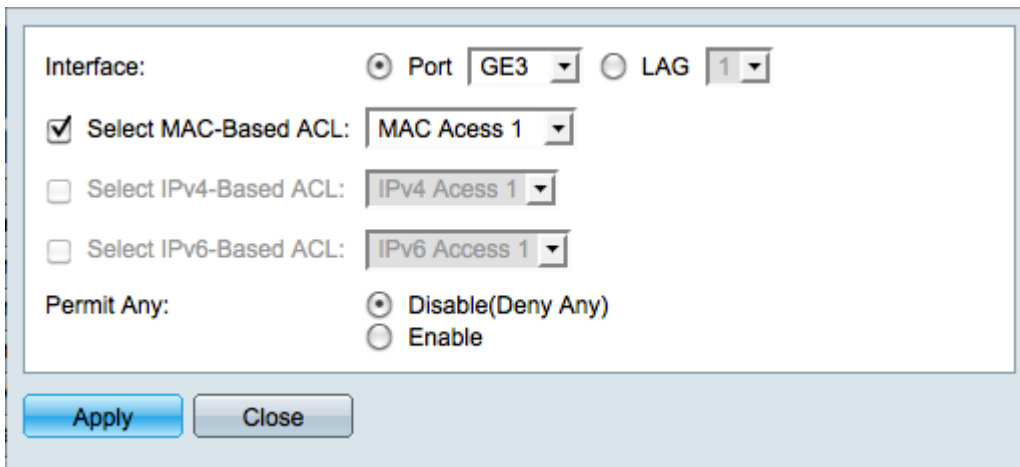 Interface: Port GE3 LAG 1
Select MAC-Based ACL: MAC Acess 1
Select IPv4-Based ACL: IPv4 Acess 1
Select IPv6-Based ACL: IPv6 Access 1
Permit Any: Disable(Deny Any)
Enable
Apply Close